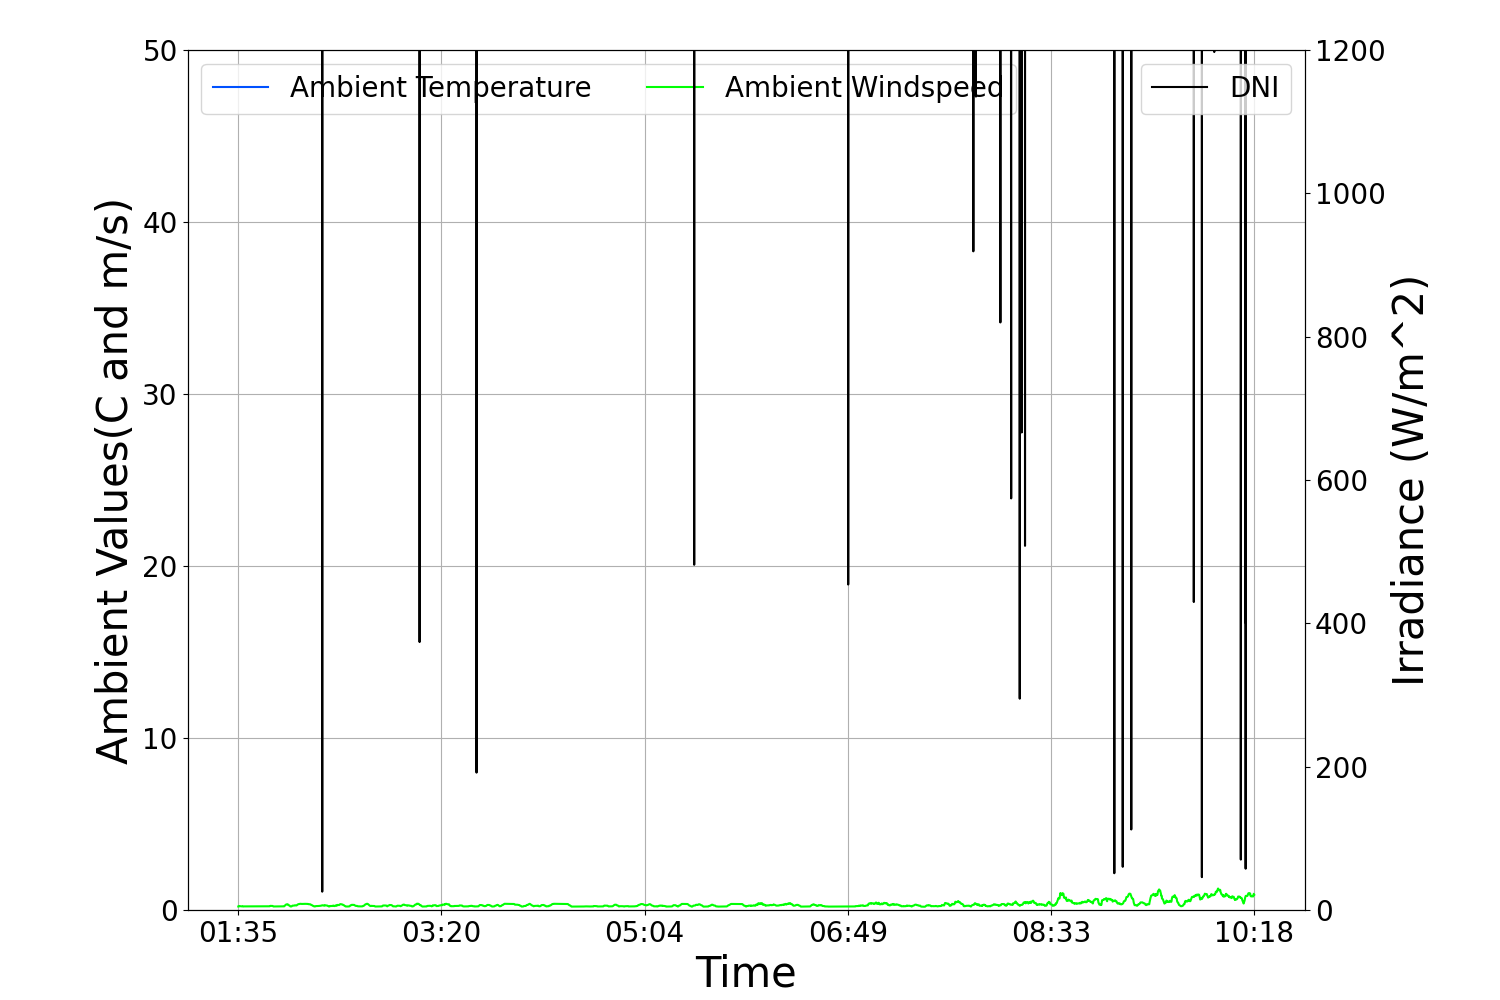 Ambient Temperature
Ambient Windspeed
DNI
Ambient Values(C and m/s)
50
40
30
20
10
0
1200
1000
800
600
400
200
0
Irradiance (W/m^2)
01:35 03:20 05:04 06:49 08:33 10:18
Time